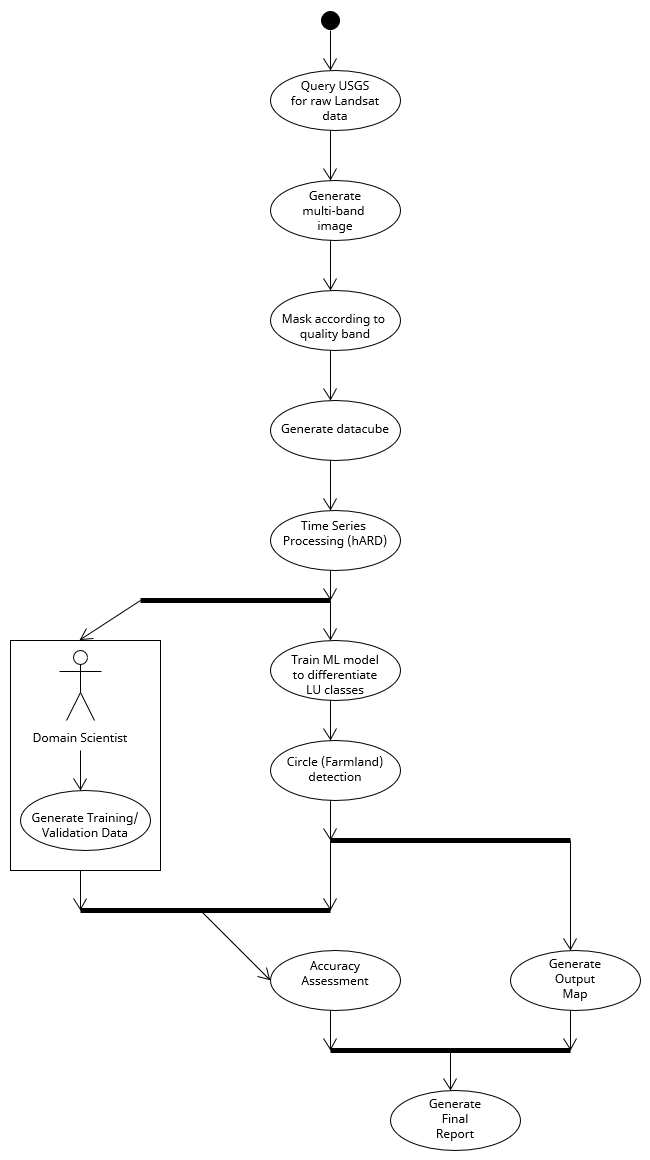 Query USGS
for raw Landsat
data
Generate
multi-band
image
Mask according to
quality band
Generate datacube
Time Series
Processing (hARD)
Train ML model
to differentiate
LU classes
Domain Scientist
Circle (Farmland)
detection
Generate Training/
Validation Data
Accuracy
Assessment
Generate
Output
Map
Generate
Final
Report